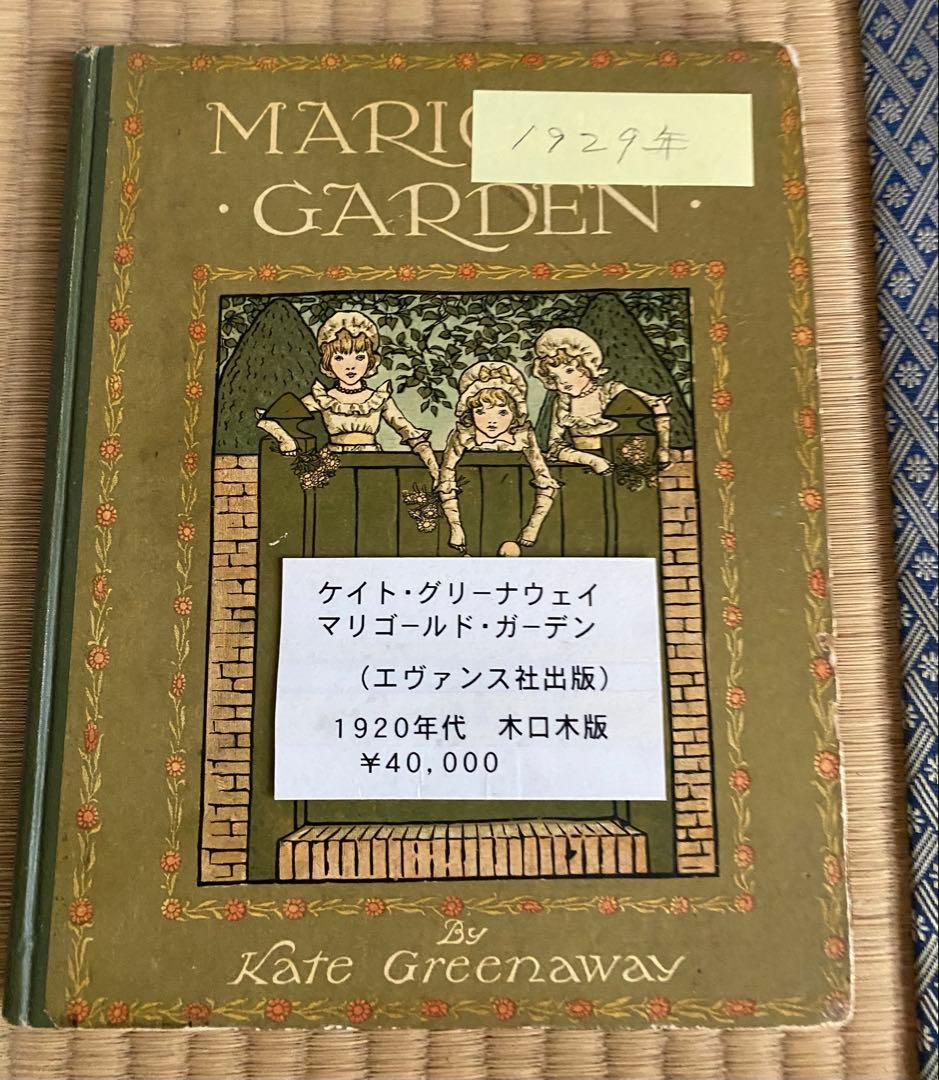 MARI
1929年
· GARDEN ·
ケイト・グリーナウェイ
マリゴールド・ガーデン
（エヴァンス社出版）
1920年代　木口木版
￥40,000
By
Kate Greenaway